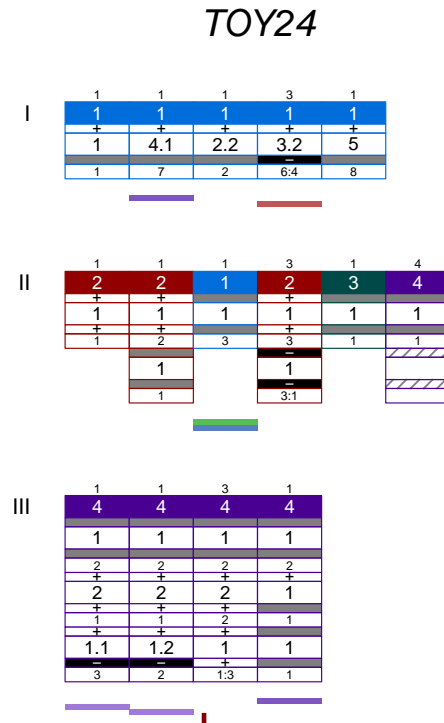 TOY24
1 1 1 3 1
I 1 1 1 1 1
+ + + + +
1 4.1 2.2 3.2 5
–
1 7 2 6:4 8
1 1 1 3 1 4
II 2 2 1 2 3 4
+ + +
1 1 1 1 1 1
+ + +
1 2 3 3 1 1
–
1 1
–
1 3:1
1 1 3 1
III 4 4 4 4
1 1 1 1
2 2 2 2
+ + + +
2 2 2 1
+ + +
1 1 2 1
+ + +
1.1 1.2 1 1
– – +
3 2 1:3 1